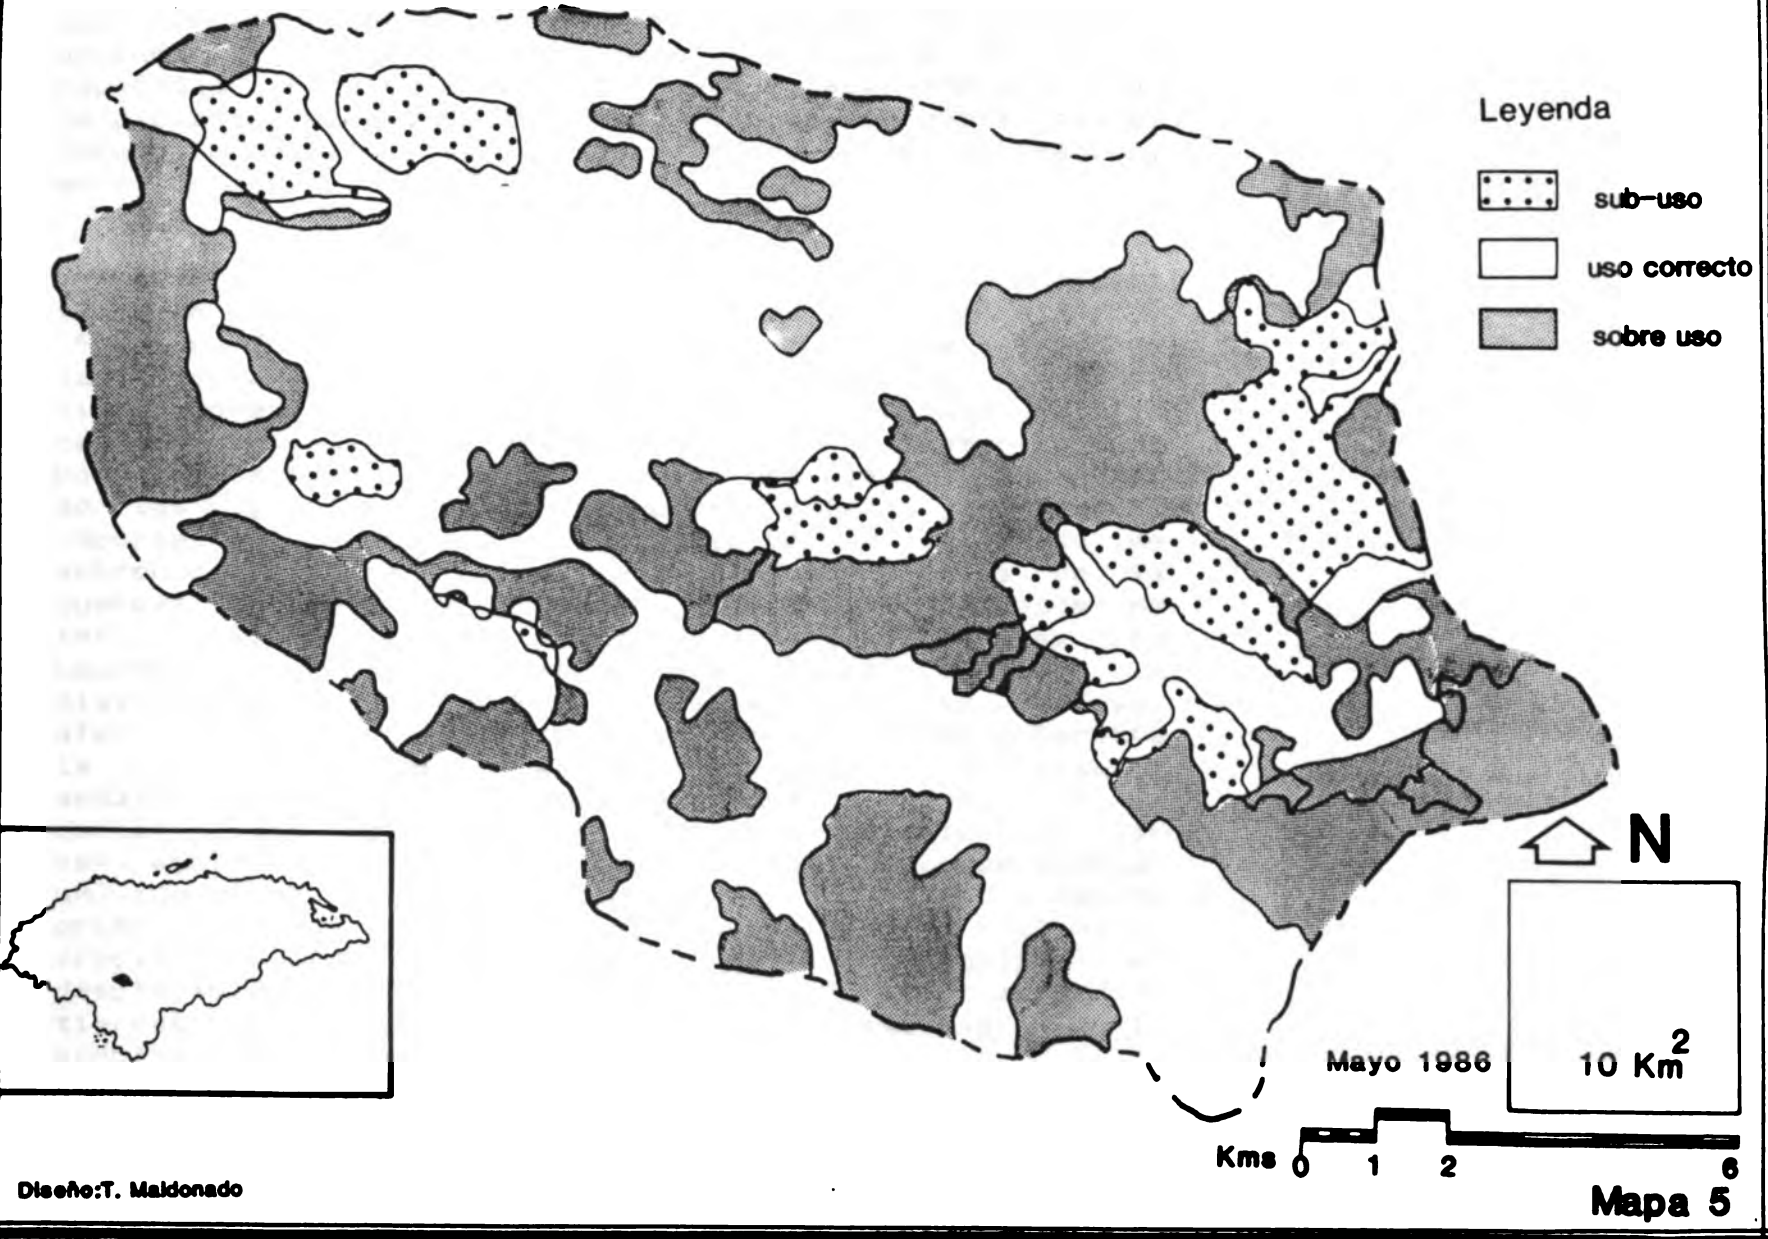 Leyenda
sub-uso
uso correcto
sobre uso
N
Mayo 1986
10 Km2
Kms 0 1 2 6
Diseño:T. Maldonado
Mapa 5